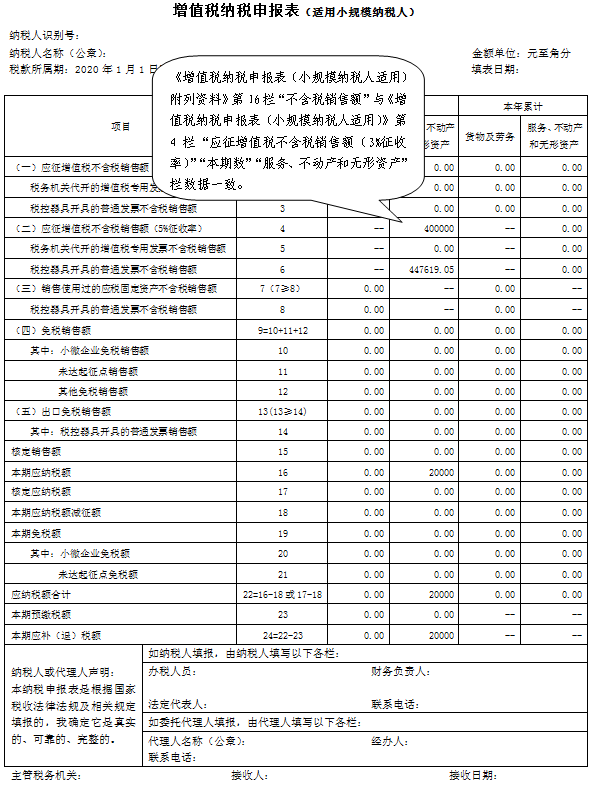 增值税纳税申报表（适用小规模纳税人）
纳税人识别号：
纳税人名称（公章）： 金额单位：元至角分
税款所属期：2020年1月1 填表日期：
《增值税纳税申报表（小规模纳税人适用）
附列资料》第16栏“不含税销售额”与《增
值税纳税申报表（小规模纳税人适用）》第
4栏“应征增值税不含税销售额（3%征收
率）”“本期数”“服务、不动产和无形资产”
栏数据一致。
本年累计
项目 不动产 货物及劳务 服务、不动产
形资产 和无形资产
（一）应征增值税不含税销售额 0.00 0.00 0.00
税务机关代开的增值税专用发 0.00 0.00 0.00
税控器具开具的普通发票不含税销售额 3 0.00 0.00 0.00
（二）应征增值税不含税销售额（5%征收率） 4 -- 400000 -- 0.00
税务机关代开的增值税专用发票不含税销售额 5 -- 0.00 -- 0.00
税控器具开具的普通发票不含税销售额 6 -- 447619.05 -- 0.00
（三）销售使用过的应税固定资产不含税销售额 7（7≥8） 0.00 -- 0.00 --
税控器具开具的普通发票不含税销售额 8 0.00 -- 0.00 --
（四）免税销售额 9=10+11+12 0.00 0.00 0.00 0.00
其中：小微企业免税销售额 10 0.00 0.00 0.00 0.00
未达起征点销售额 11 0.00 0.00 0.00 0.00
其他免税销售额 12 0.00 0.00 0.00 0.00
（五）出口免税销售额 13(13≥14) 0.00 0.00 0.00 0.00
其中：税控器具开具的普通发票销售额 14 0.00 0.00 0.00 0.00
核定销售额 15 0.00 0.00 0.00 0.00
本期应纳税额 16 0.00 20000 0.00 0.00
核定应纳税额 17 0.00 0.00 0.00 0.00
本期应纳税额减征额 18 0.00 0.00 0.00 0.00
本期免税额 19 0.00 0.00 0.00 0.00
其中：小微企业免税额 20 0.00 0.00 0.00 0.00
未达起征点免税额 21 0.00 0.00 0.00 0.00
应纳税额合计 22=16-18或17-18 0.00 20000 0.00 0.00
本期预缴税额 23 0.00 0.00 -- --
本期应补（退）税额 24=22-23 0.00 20000 -- --
如纳税人填报，由纳税人填写以下各栏：
纳税人或代理人声明： 办税人员： 财务负责人：
本纳税申报表是根据国家
税收法律法规及相关规定 法定代表人： 联系电话：
填报的，我确定它是真实 如委托代理人填报，由代理人填写以下各栏：
的、可靠的、完整的。 代理人名称（公章）： 经办人：
联系电话：
主管税务机关： 接收人： 接收日期：